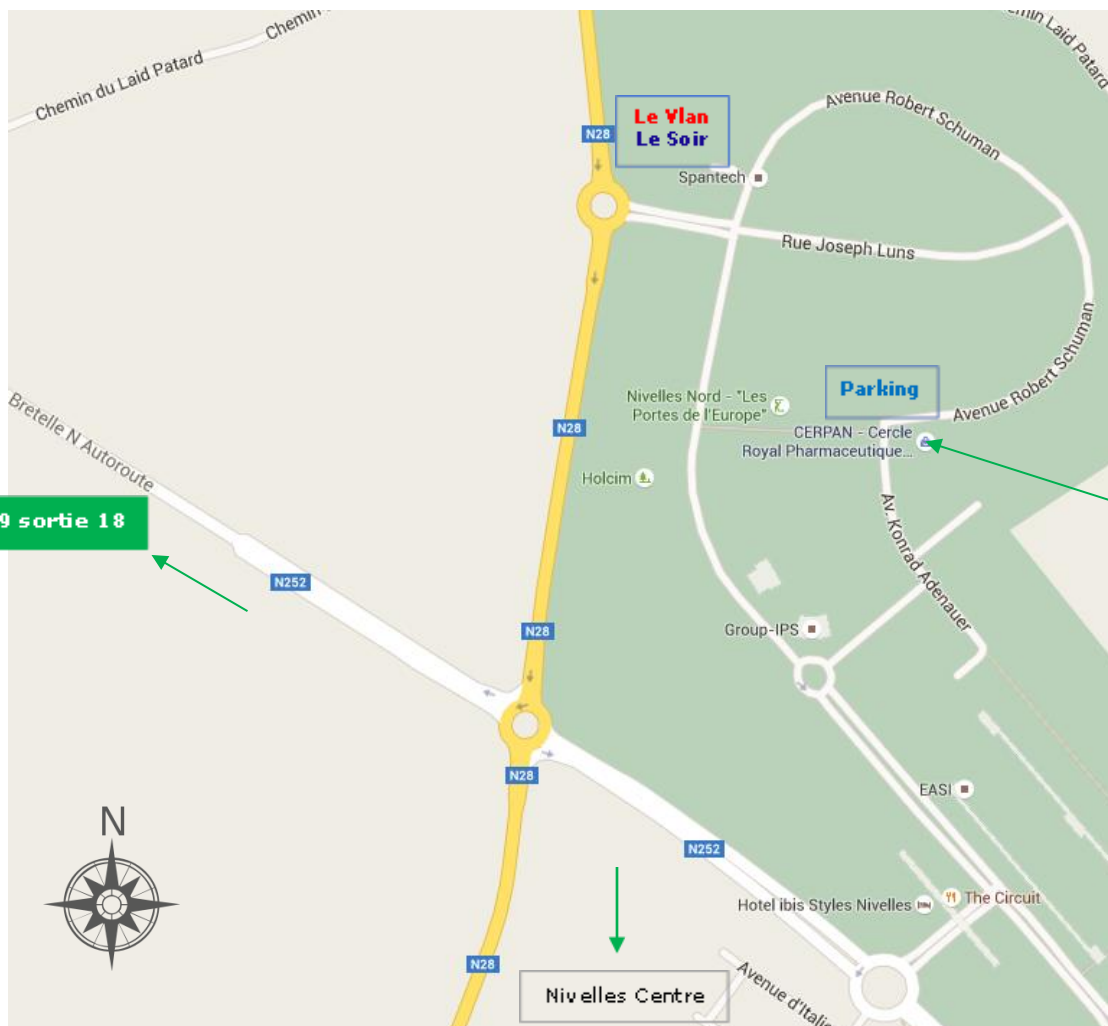 Chemin
Chemin du Laid Patard
Chemin Laid Patard
Avenue Robert Schuman
Le Vlan
Le Soir
N28
Spantech
Rue Joseph Luns
Avenue Robert Schuman
Parking
Nivelles Nord - "Les
Portes de l'Europe"
CERPAN - Cercle
Royal Pharmaceutique...
N28
Holcim
Bretelle N Autoroute
9 sortie 18
Av. Konrad Adenauer
N252
N28
Group-IPS
N28
EASI
N
N252
Hotel ibis Styles Nivelles
The Circuit
N28
Nivelles Centre
Avenue d'Italie